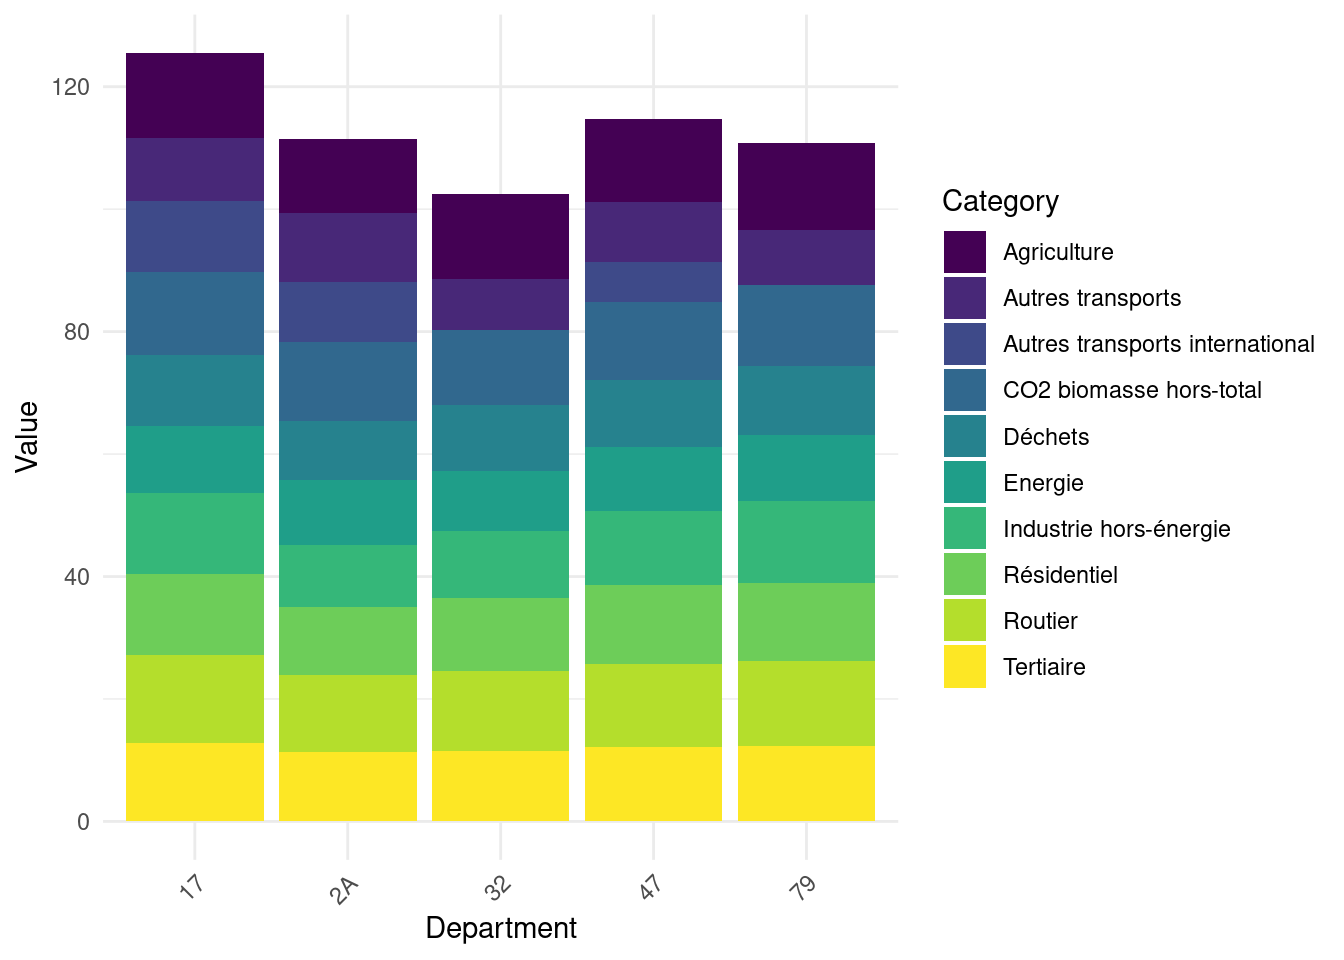 120
80
40
0
Value
17
2A
32
47
79
Department
Category
Agriculture
Autres transports
Autres transports international
CO2 biomasse hors-total
Déchets
Energie
Industrie hors-énergie
Résidentiel
Routier
Tertiaire